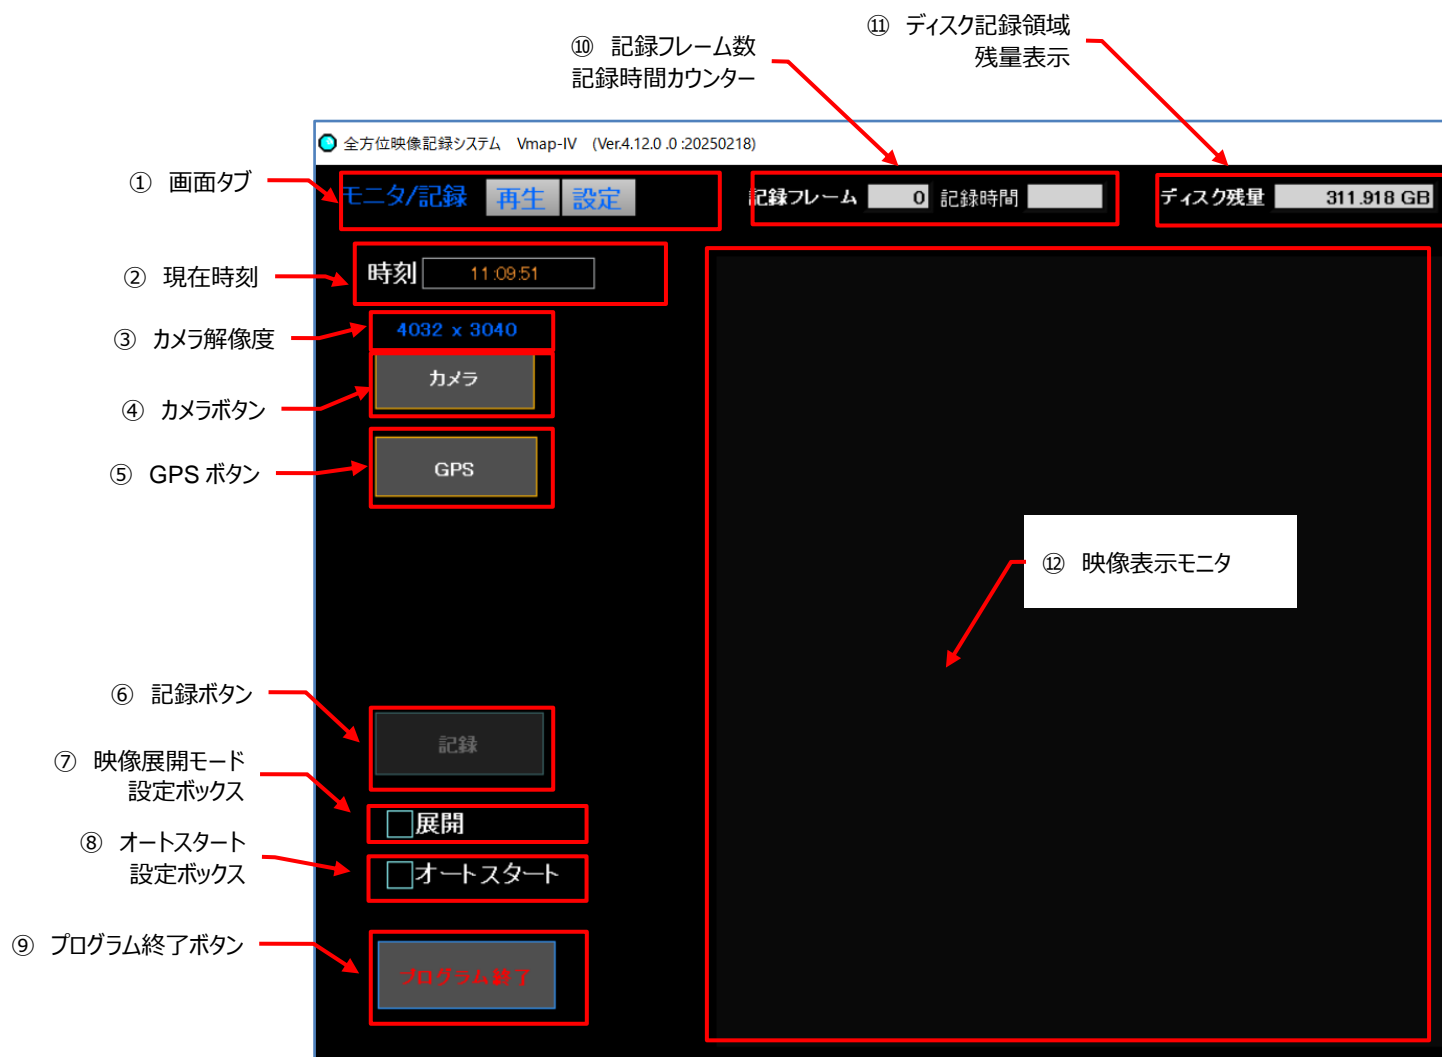 ⑪ ディスク記録領域
残量表示
⑩ 記録フレーム数
記録時間カウンター
全方位映像記録システム Vmap-IV (Ver.4.12.0 .0 :20250218)
① 画面タブ
モニタ/記録 再生 設定
記録フレーム 0 記録時間
ディスク残量 311.918 GB
② 現在時刻
時刻 11:09:51
③ カメラ解像度
4032 x 3040
④ カメラボタン
カメラ
⑤ GPS ボタン
GPS
⑫ 映像表示モニタ
⑥ 記録ボタン
記録
⑦ 映像展開モード
設定ボックス
展開
⑧ オートスタート
設定ボックス
オートスタート
⑨ プログラム終了ボタン
プログラム終了